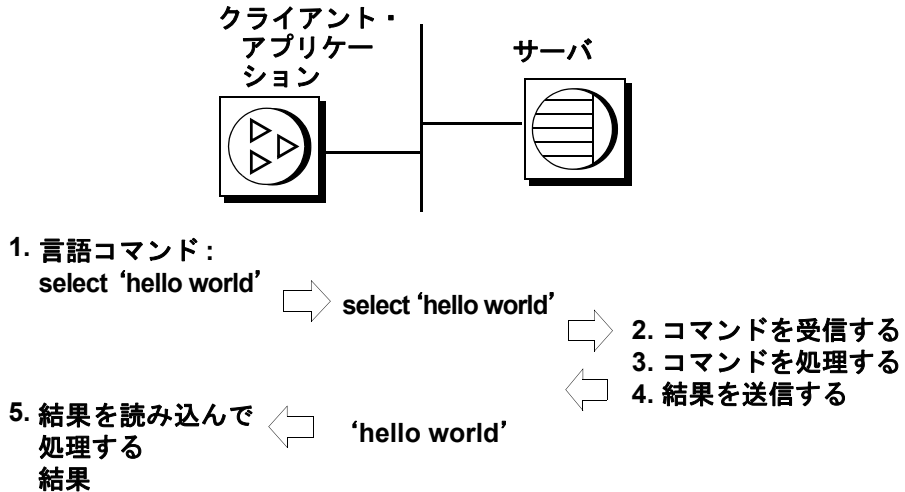 クライアント・
アプリケー
ション
サーバ
1. 言語コマンド :
select ‘hello world’
select ‘hello world’
2. コマンドを受信する
3. コマンドを処理する
4. 結果を送信する
5. 結果を読み込んで
処理する
結果
‘hello world’